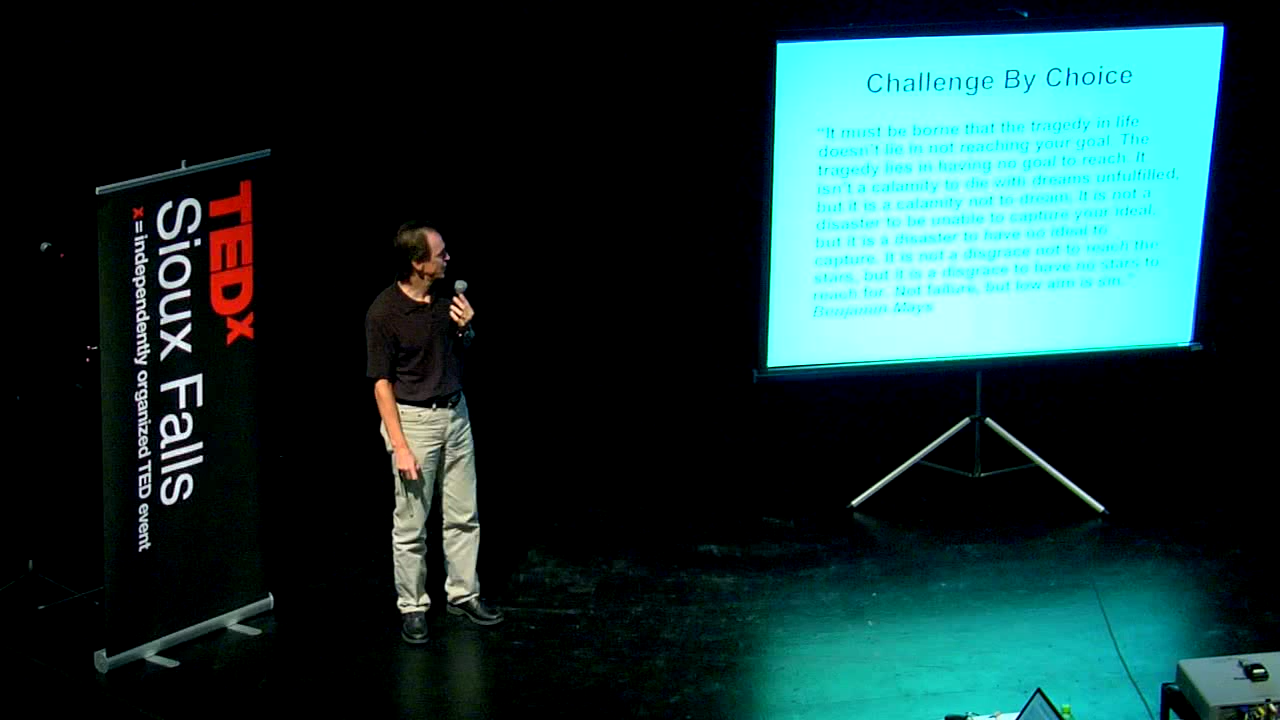 TEDx
Sioux Falls
x = independently organized TED event
Challenge By Choice
"It must be borne that the tragedy in life
doesn't lie in not reaching your goal. The
tragedy lies in having no goal to reach. It
isn't a calamity to die with dreams unfulfilled,
but it is a calamity not to dream. It is not a
disaster to be unable to capture your ideal,
but it is a disaster to have no ideal to
capture. It is not a disgrace not to reach the
stars, but it is a disgrace to have no stars to
reach for. Not failure, but low aim is sin."
Benjamin Mays